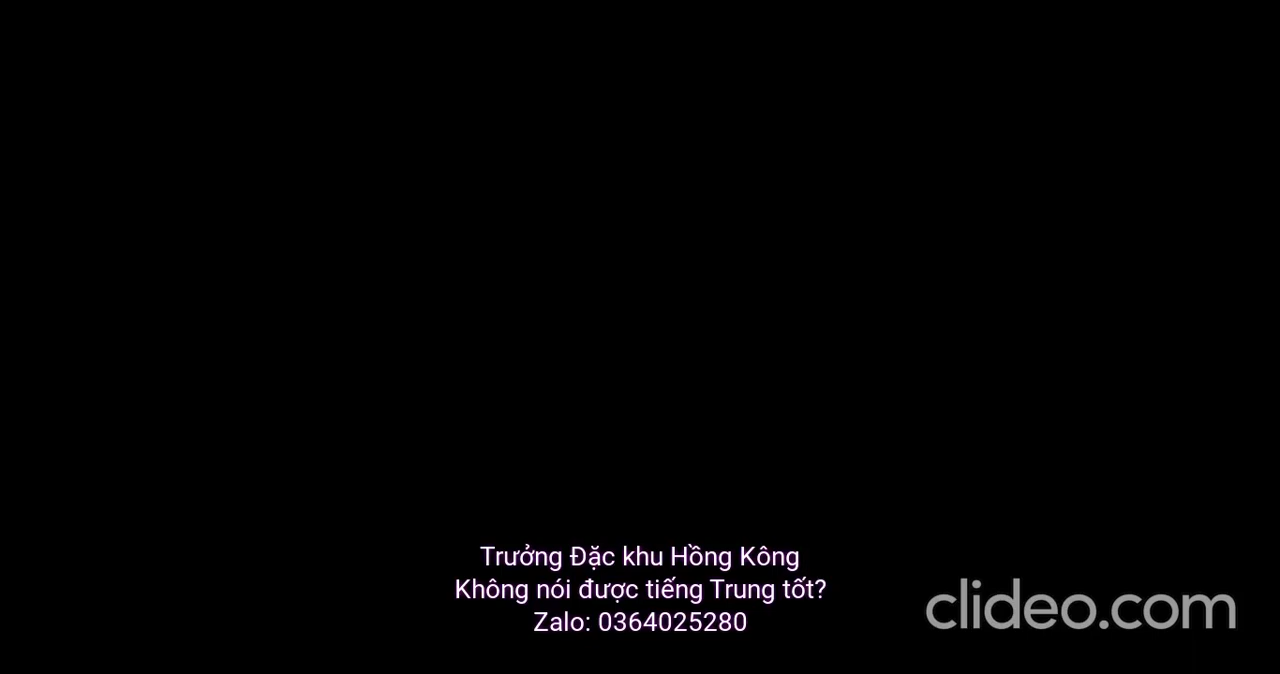 Trưởng Đặc khu Hồng Kông
Không nói được tiếng Trung tốt?
Zalo: 0364025280
clideo.com